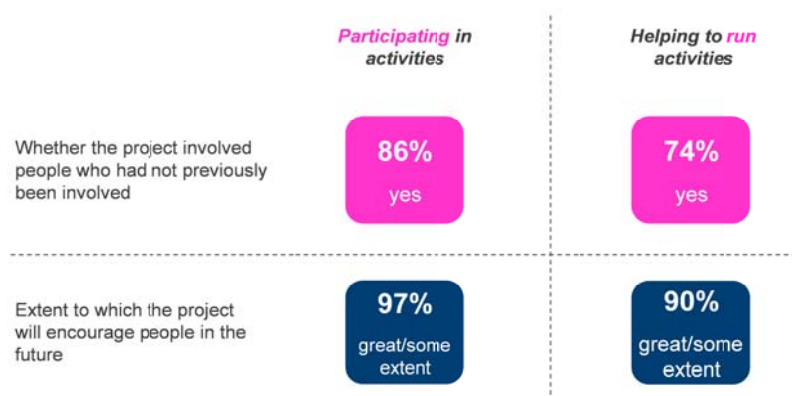 Participating in
activities
Helping to run
activities
Whether the project involved
people who had not previously
been involved
86%
yes
74%
yes
Extent to which the project
will encourage people in the
future
97%
great/some
extent
90%
great/some
extent